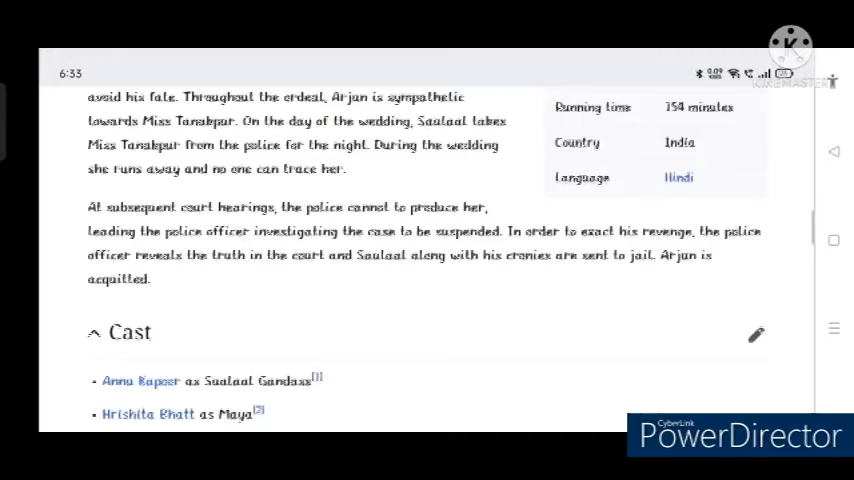 6:33
KINEMASTER
avoid his fate. Throughout the ordeal, Arjun is sympathetic
towards Miss Tanakpur. On the day of the wedding, Sualaal takes
Miss Tanakpur from the police for the night. During the wedding
she runs away and no one can trace her.
Running time 154 minutes
Country India
Language Hindi
At subsequent court hearings, the police cannot to produce her,
leading the police officer investigating the case to be suspended. In order to exact his revenge, the police
officer reveals the truth in the court and Sualaal along with his cronies are sent to jail. Arjun is
acquitted.
Cast
• Annu Kapoor as Sualaal Gandass[1]
• Hrishita Bhatt as Maya[2]
CyberLink
PowerDirector